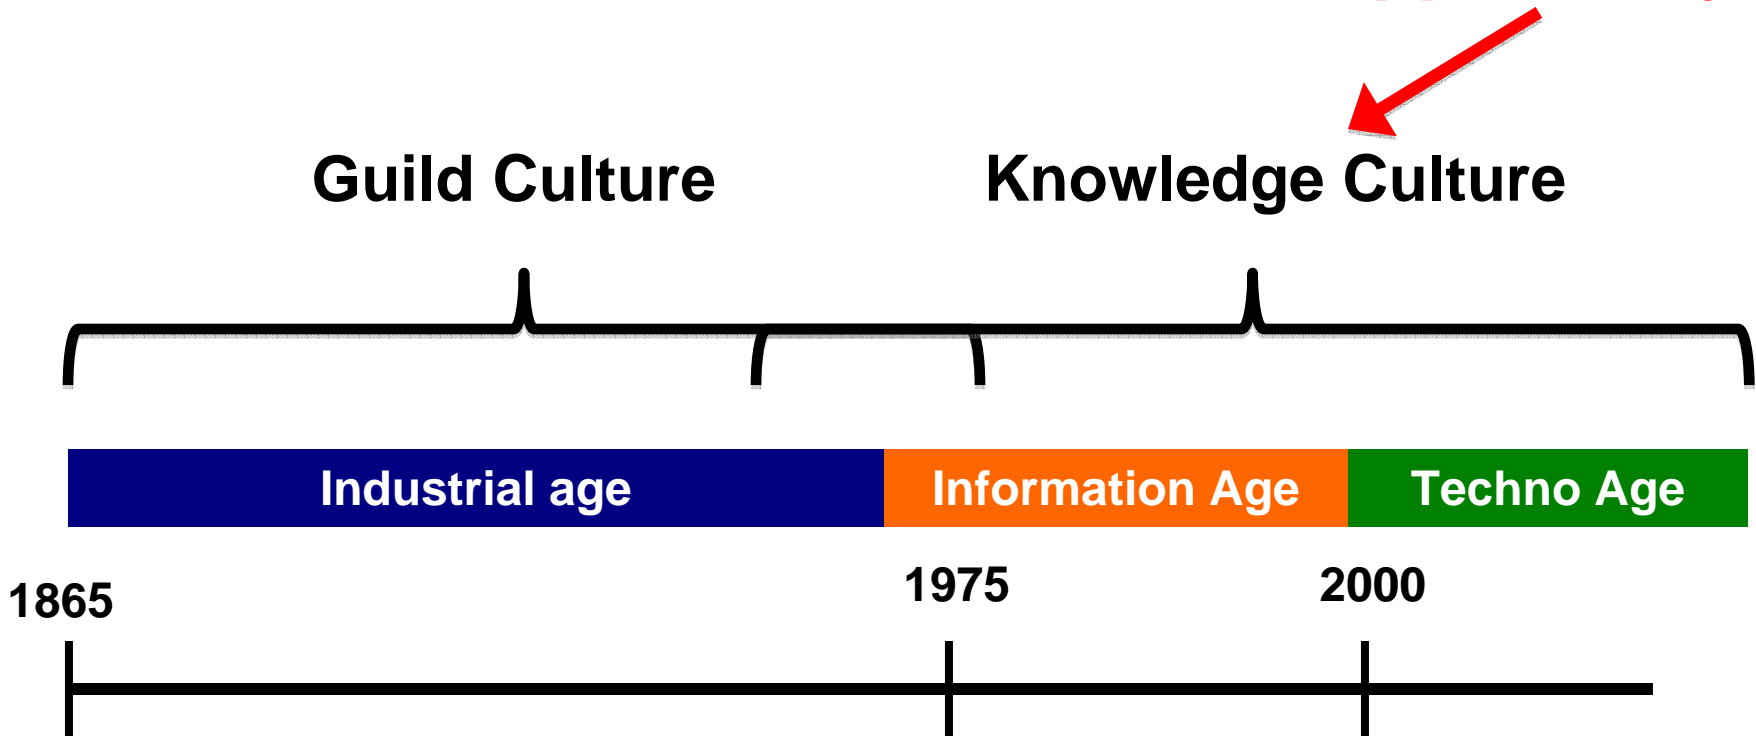 Guild Culture
Knowledge Culture
Industrial age
Information Age
Techno Age
1865
1975
2000